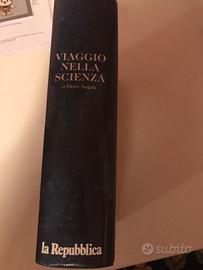 VIAGGIO NELLA
SCIENZA
di Piero Angela
la Repubblica
subito